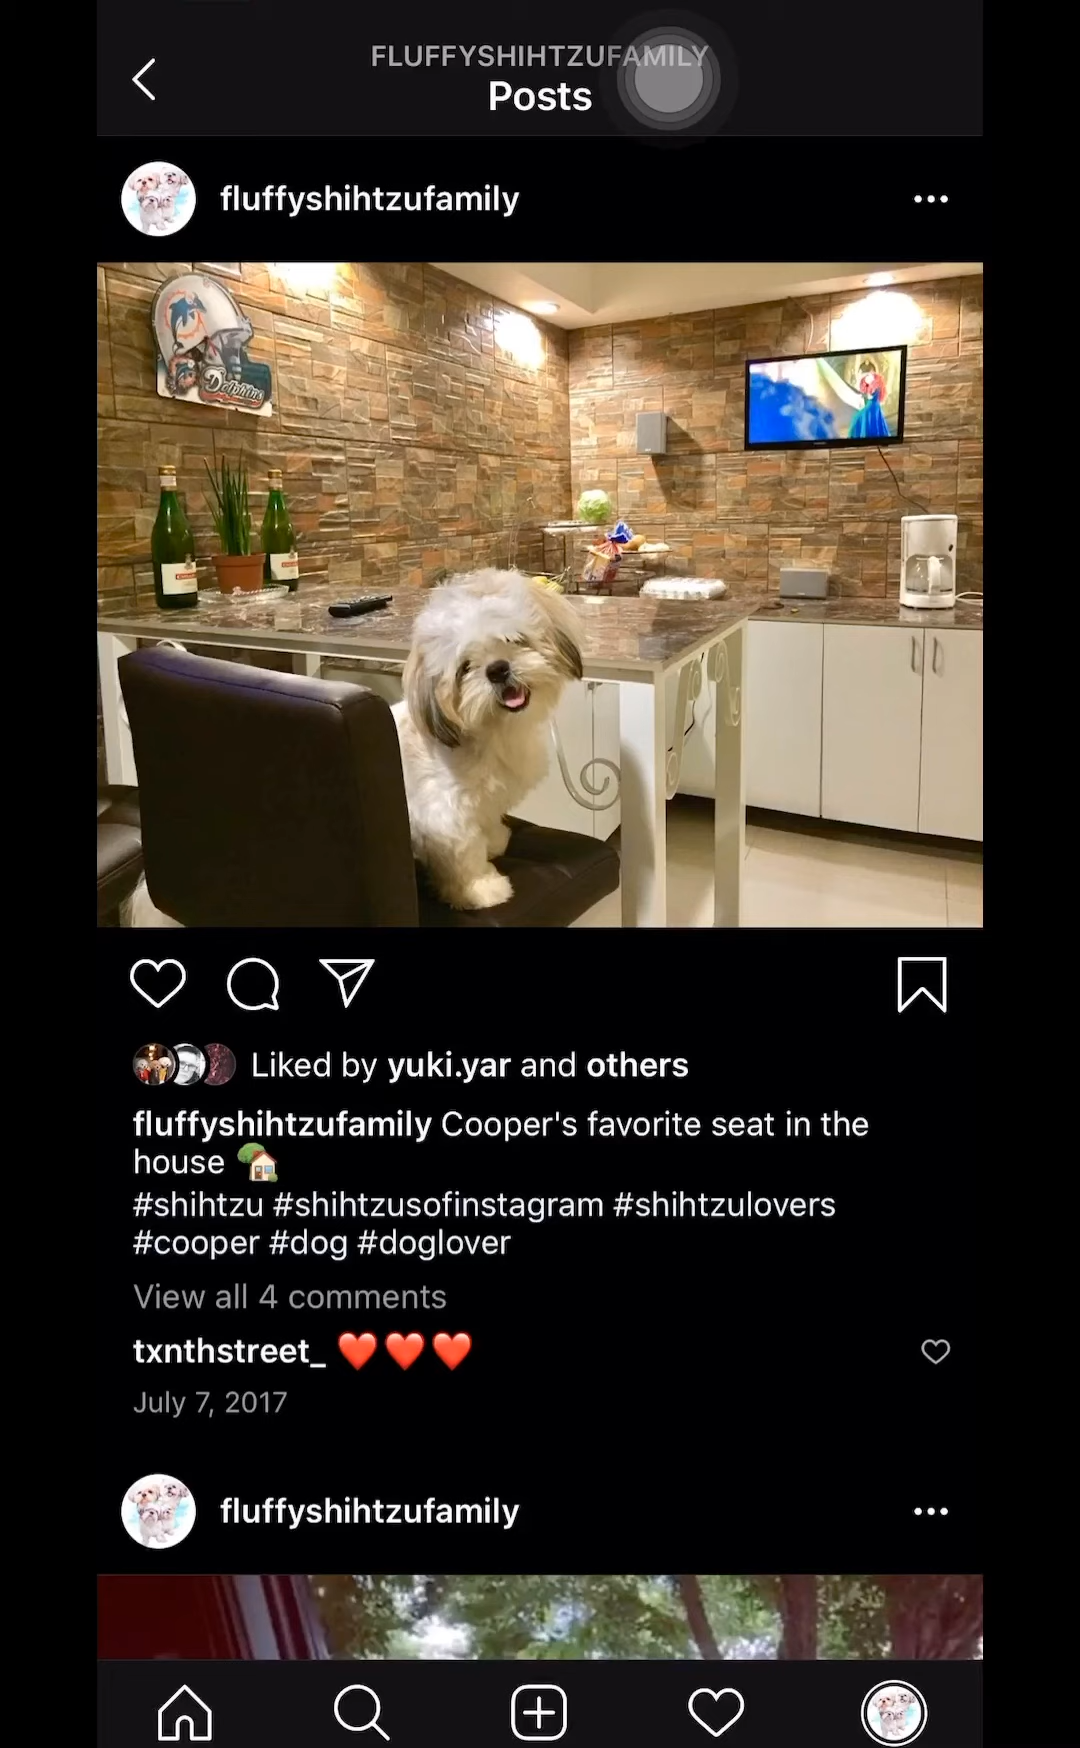 FLUFFYSHIHTZUFAMILY
Posts
fluffyshihtzufamily
Dolphins
Liked by yuki.yar and others
fluffyshihtzufamily Cooper's favorite seat in the
house 🏡
#shihtzu #shihtzusofinstagram #shihtzulovers
#cooper #dog #doglover
View all 4 comments
txnthstreet_ ❤️❤️❤️
July 7, 2017
fluffyshihtzufamily